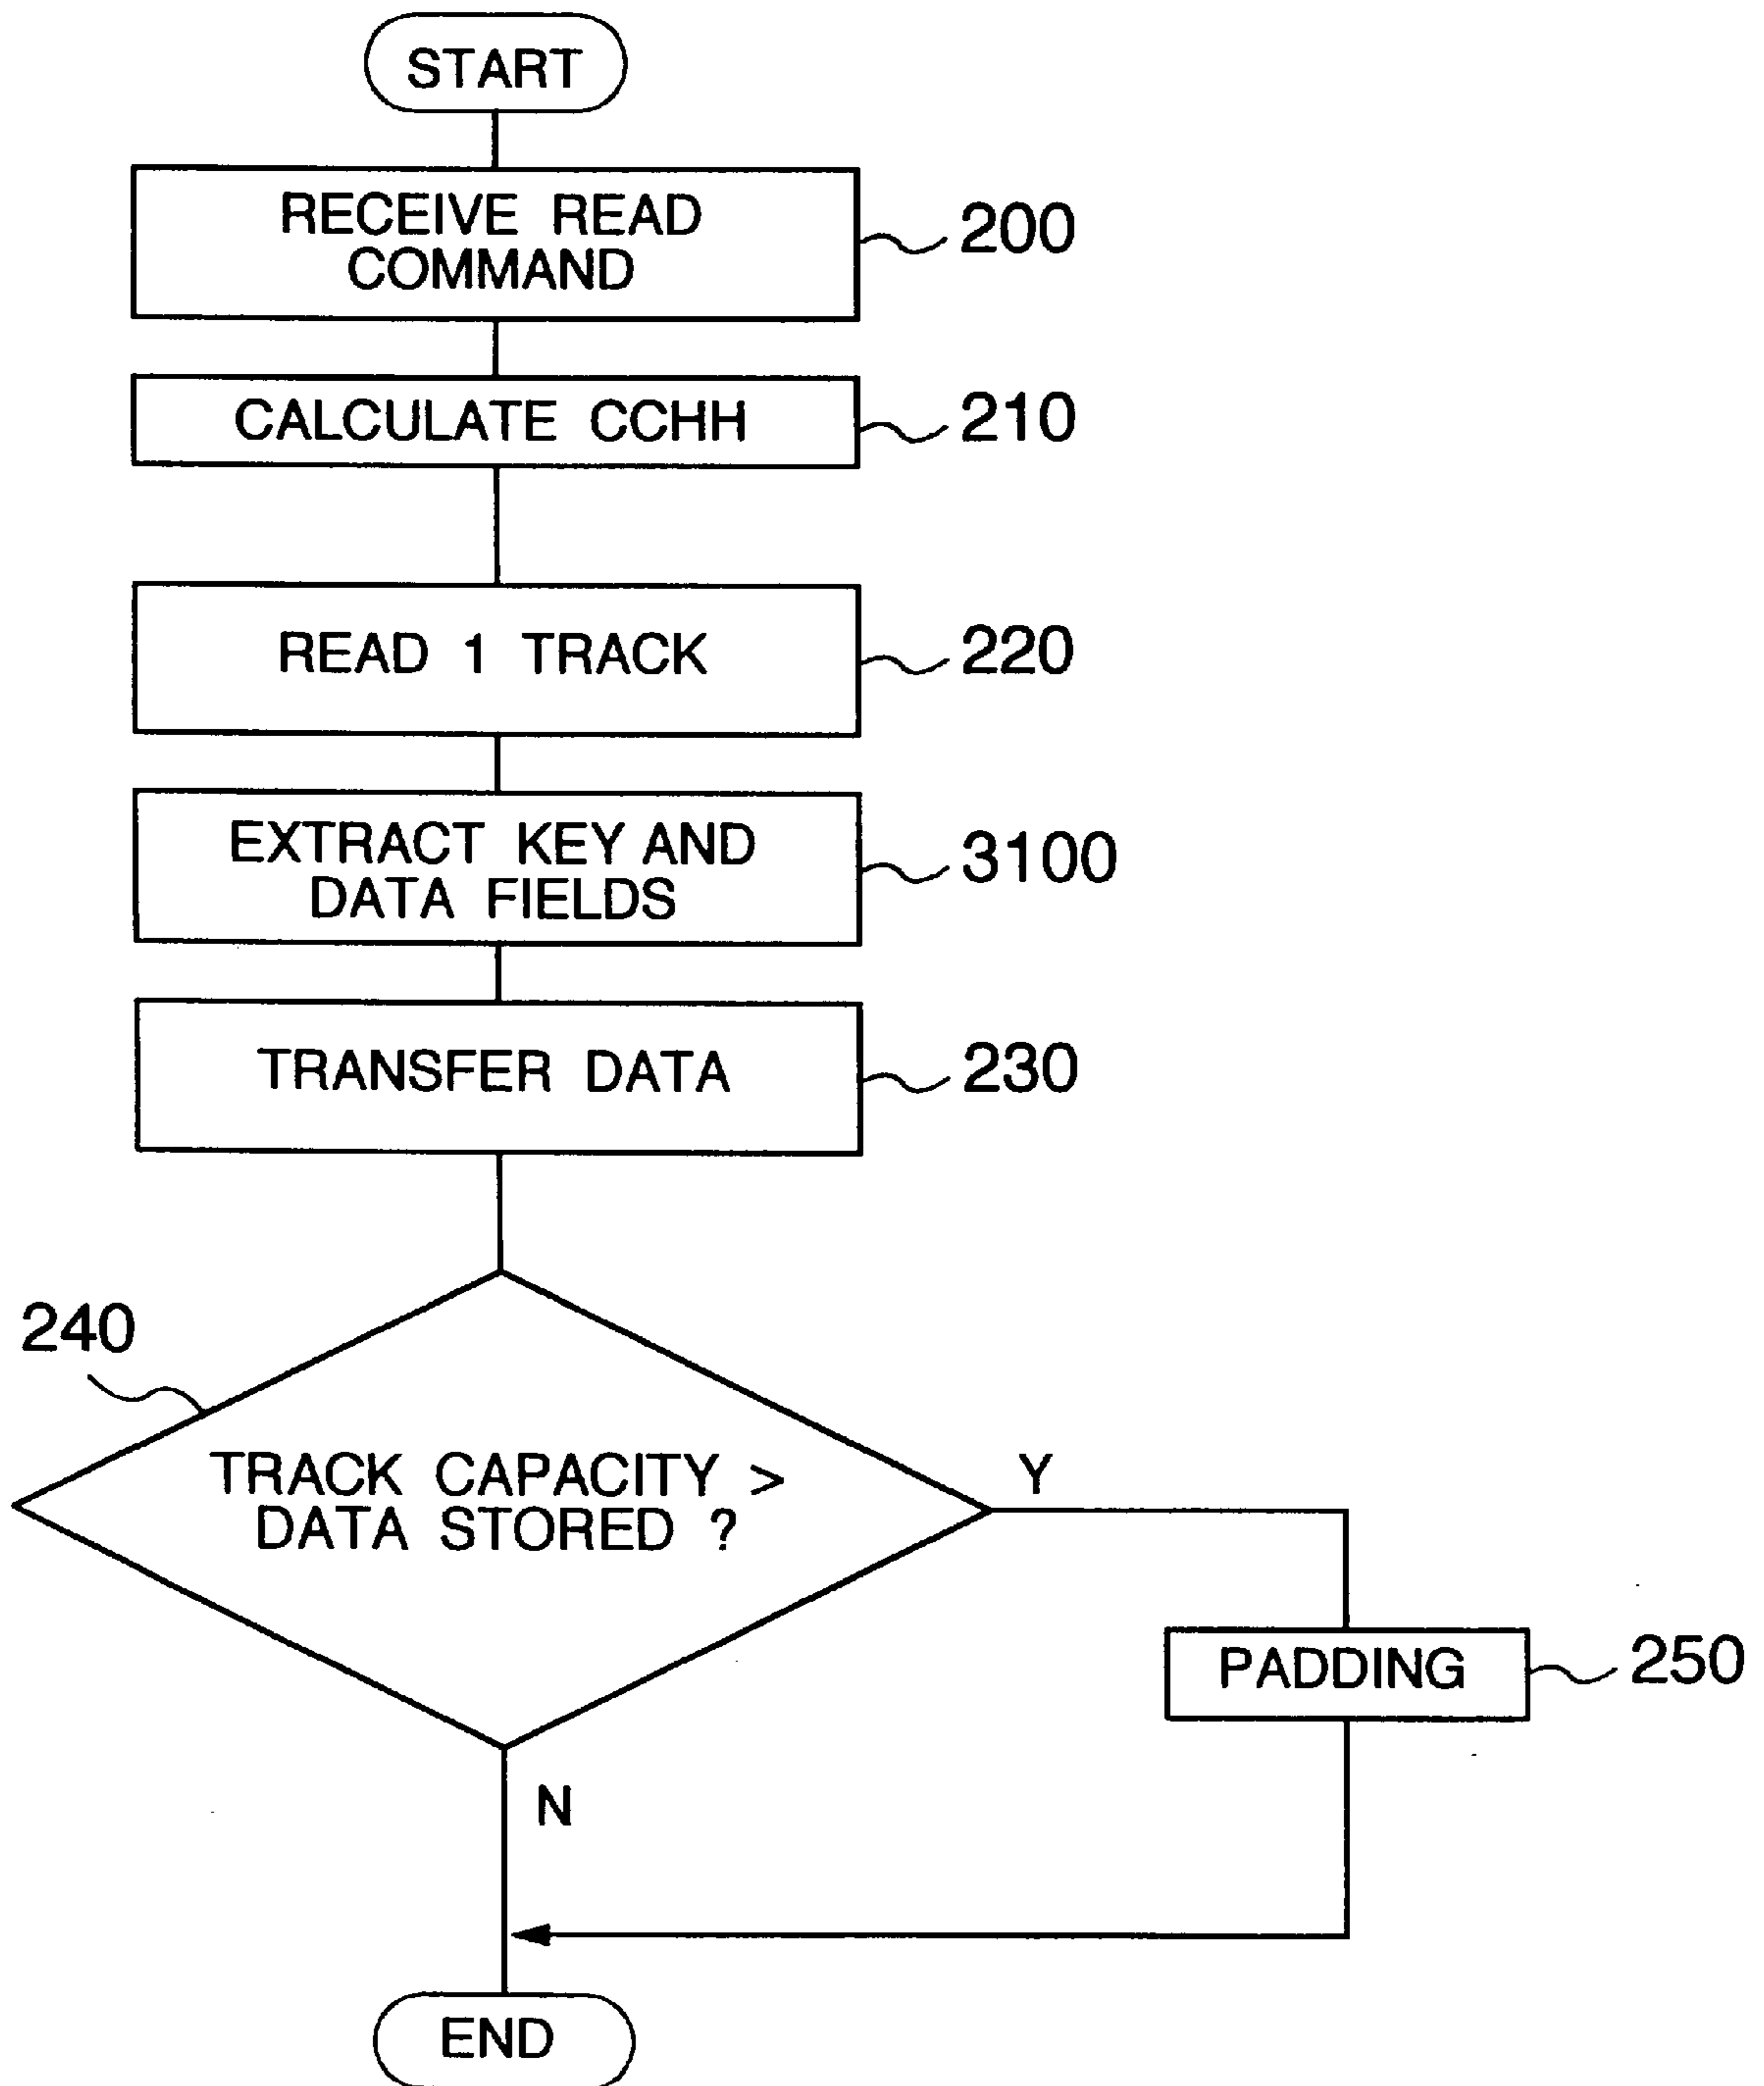 START
RECEIVE READ
COMMAND
200
CALCULATE CCHH
210
READ 1 TRACK
220
EXTRACT KEY AND
DATA FIELDS
3100
TRANSFER DATA
230
240
TRACK CAPACITY >
DATA STORED ?
Y
PADDING
250
N
END